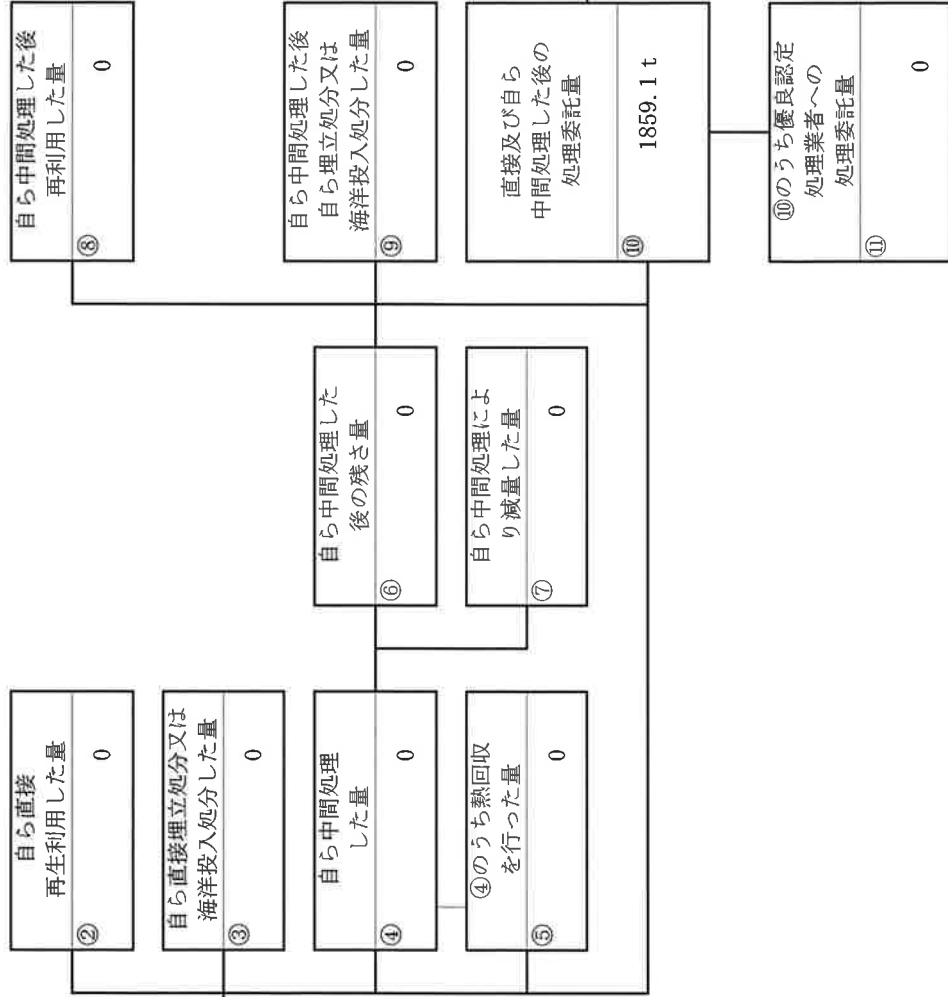 自ら直接
再生利用した量
②
0
自ら直接埋立処分又は
海洋投入処分した量
③
0
自ら中間処理
した量
④
0
④のうち熱回収
を行った量
⑤
0
自ら中間処理した
後の残さ量
⑥
0
自ら中間処理によ
り減量した量
⑦
0
自ら中間処理した後
再利用した量
⑧
0
自ら中間処理した後
自ら埋立処分又は
海洋投入処分した量
⑨
0
直接及び自ら
中間処理した後の
処理委託量
⑩
1859.1t
⑩のうち優良認定
処理業者への
処理委託量
⑪
0